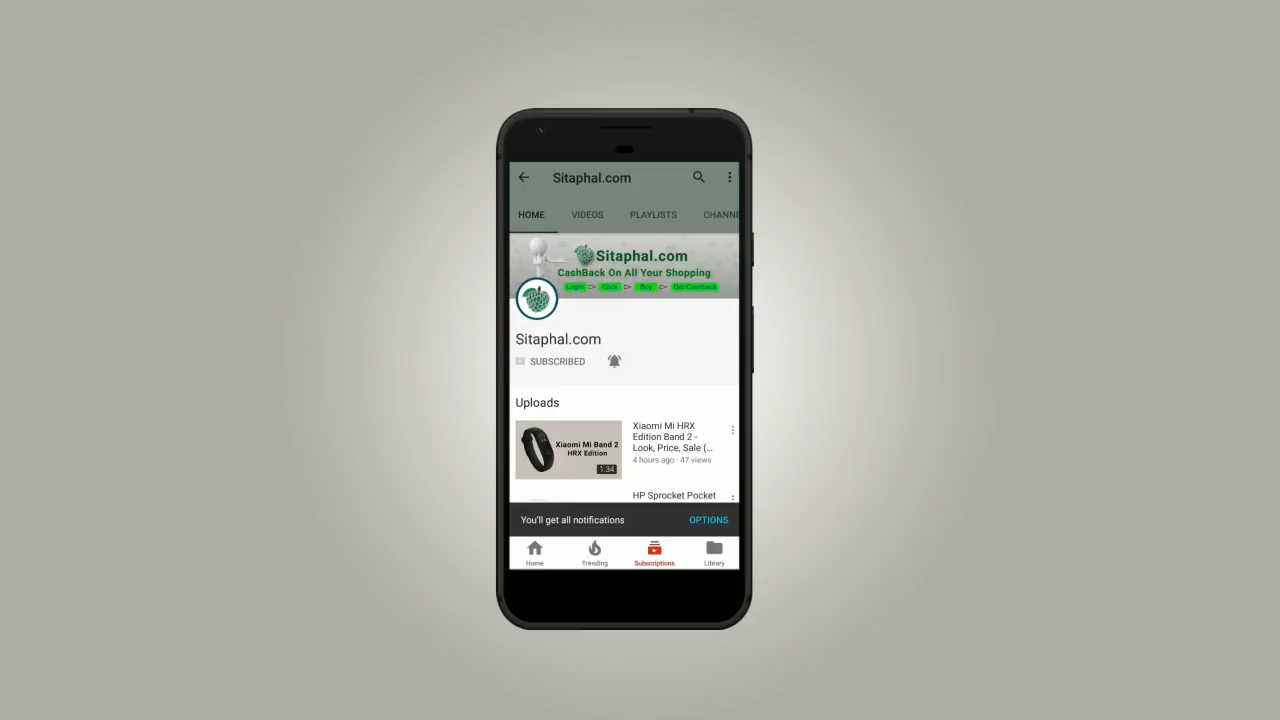 Sitaphal.com
HOME VIDEOS PLAYLISTS CHANNE
Sitaphal.com
CashBack On All Your Shopping
Login Click Buy Get Cashback
Sitaphal.com
SUBSCRIBED
Uploads
Xiaomi Mi Band 2
HRX Edition
1:34
Xiaomi Mi HRX
Edition Band 2 -
Look, Price, Sale (...
4 hours ago · 47 views
HP Sprocket Pocket
You'll get all notifications OPTIONS
Home Trending Subscriptions Library